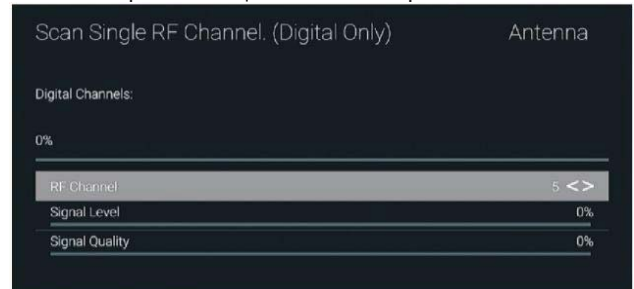 Scan Single RF Channel. (Digital Only) Antenna
Digital Channels:
0%
RF Channel 5 <>
Signal Level 0%
Signal Quality 0%